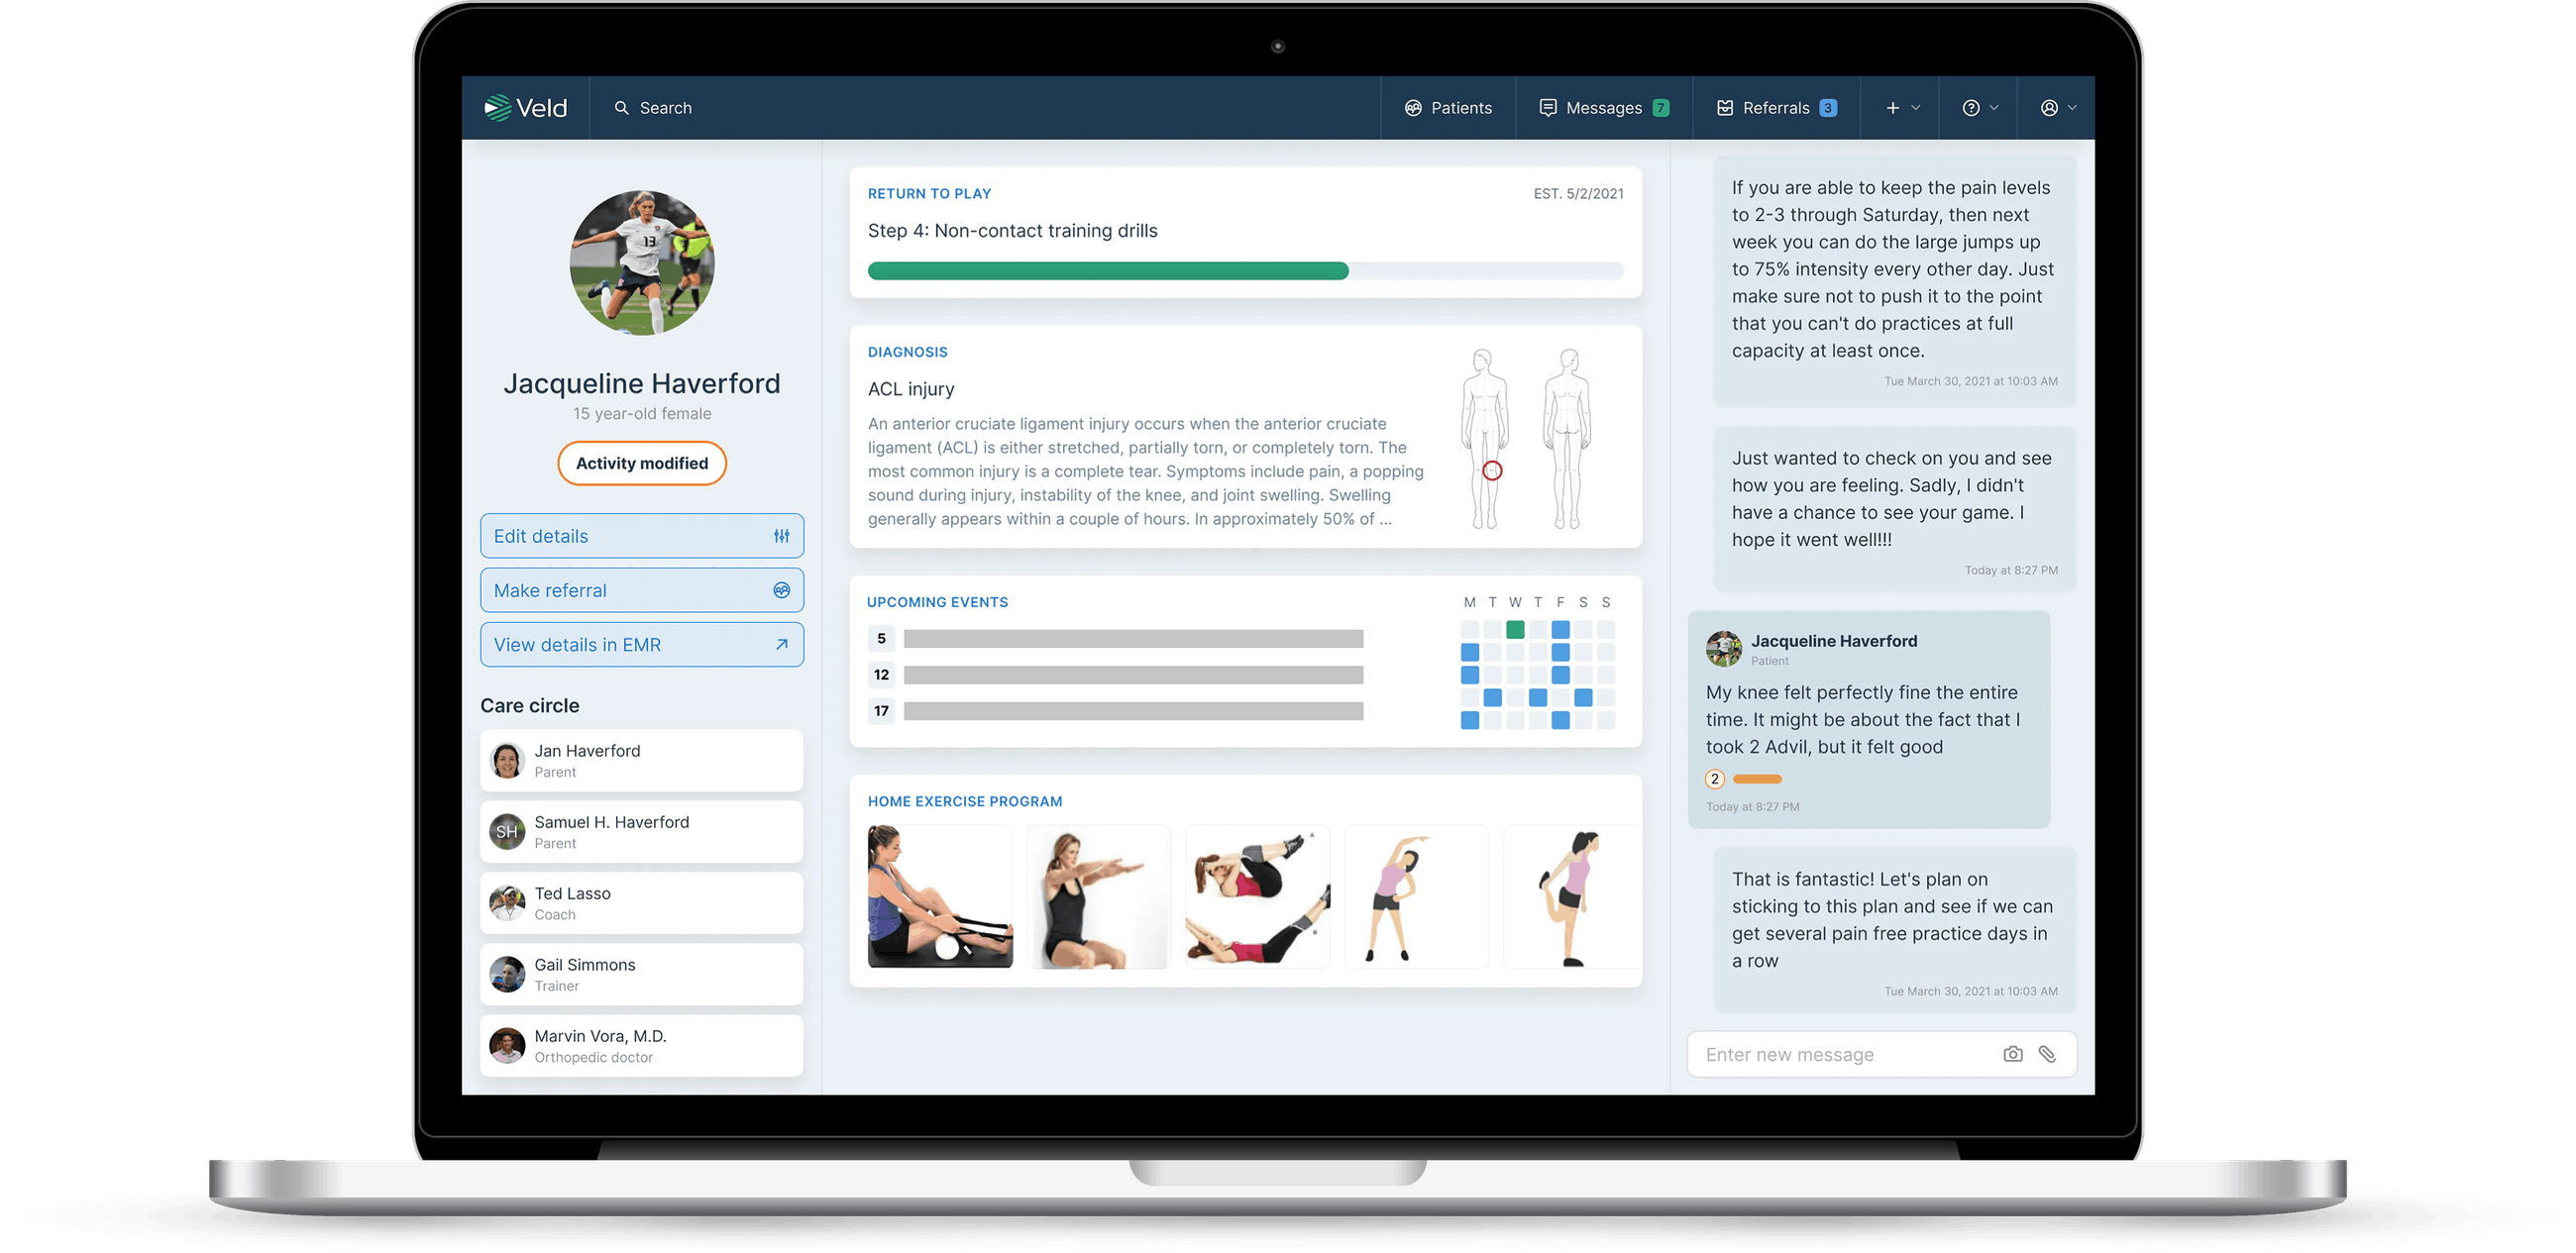 Veld
Search
Patients
Messages 7
Referrals 3
Jacqueline Haverford
15 year-old female
Activity modified
Edit details
Make referral
View details in EMR
Care circle
Jan Haverford
Parent
SH
Samuel H. Haverford
Parent
Ted Lasso
Coach
Gail Simmons
Trainer
Marvin Vora, M.D.
Orthopedic doctor
RETURN TO PLAY
EST. 5/2/2021
Step 4: Non-contact training drills
DIAGNOSIS
ACL injury
An anterior cruciate ligament injury occurs when the anterior cruciate
ligament (ACL) is either stretched, partially torn, or completely torn. The
most common injury is a complete tear. Symptoms include pain, a popping
sound during injury, instability of the knee, and joint swelling. Swelling
generally appears within a couple of hours. In approximately 50% of ...
UPCOMING EVENTS
M T W T F S S
5
12
17
HOME EXERCISE PROGRAM
A
B
If you are able to keep the pain levels
to 2-3 through Saturday, then next
week you can do the large jumps up
to 75% intensity every other day. Just
make sure not to push it to the point
that you can't do practices at full
capacity at least once.
Tue March 30, 2021 at 10:03 AM
Just wanted to check on you and see
how you are feeling. Sadly, I didn't
have a chance to see your game. I
hope it went well!!!
Today at 8:27 PM
Jacqueline Haverford
Patient
My knee felt perfectly fine the entire
time. It might be about the fact that I
took 2 Advil, but it felt good
2
Today at 8:27 PM
That is fantastic! Let's plan on
sticking to this plan and see if we can
get several pain free practice days in
a row
Tue March 30, 2021 at 10:03 AM
Enter new message
13